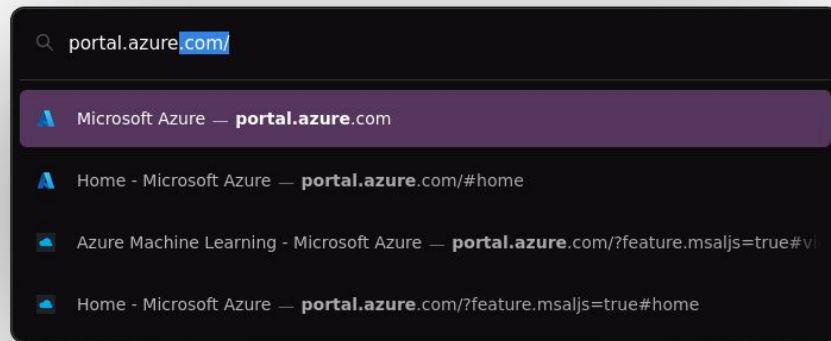 portal.azure.com/
Microsoft Azure — portal.azure.com
Home - Microsoft Azure — portal.azure.com/#home
Azure Machine Learning - Microsoft Azure — portal.azure.com/?feature.msaljs=true#vi
Home - Microsoft Azure — portal.azure.com/?feature.msaljs=true#home